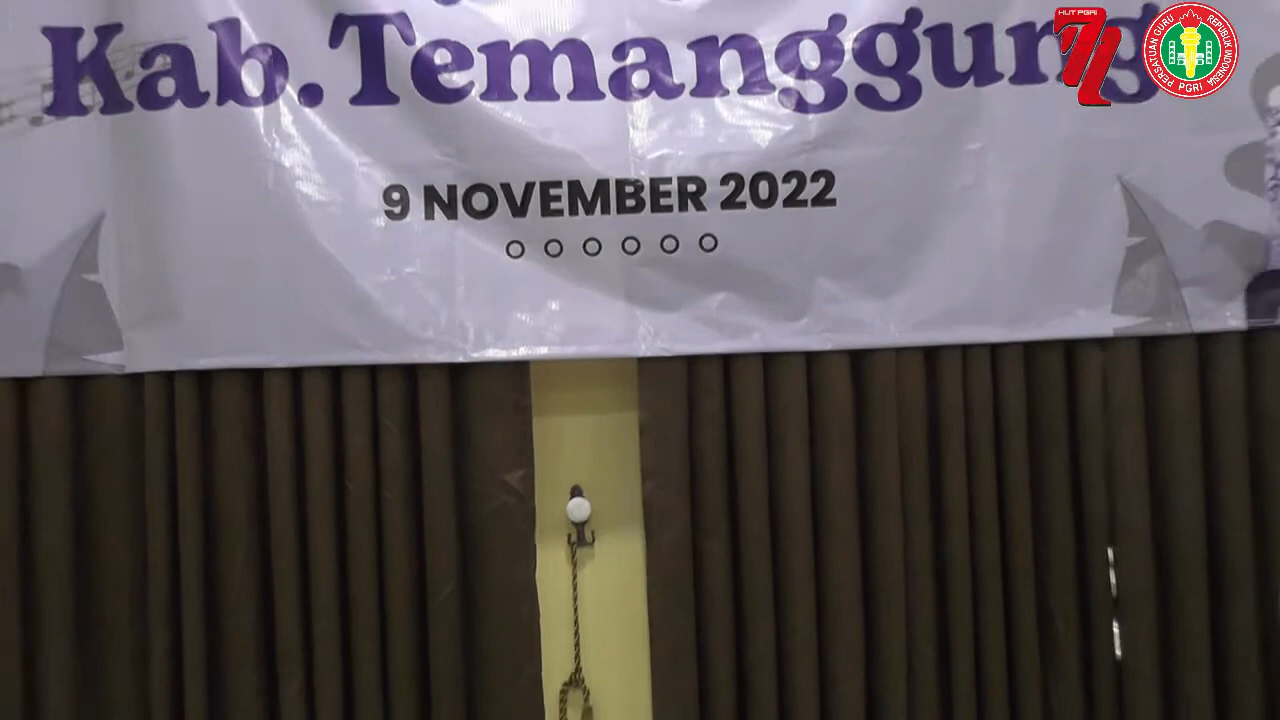 Kab.Temanggung
9 NOVEMBER 2022
HUT PGRI
77
PERSATUAN GURU REPUBLIK INDONESIA
PGRI